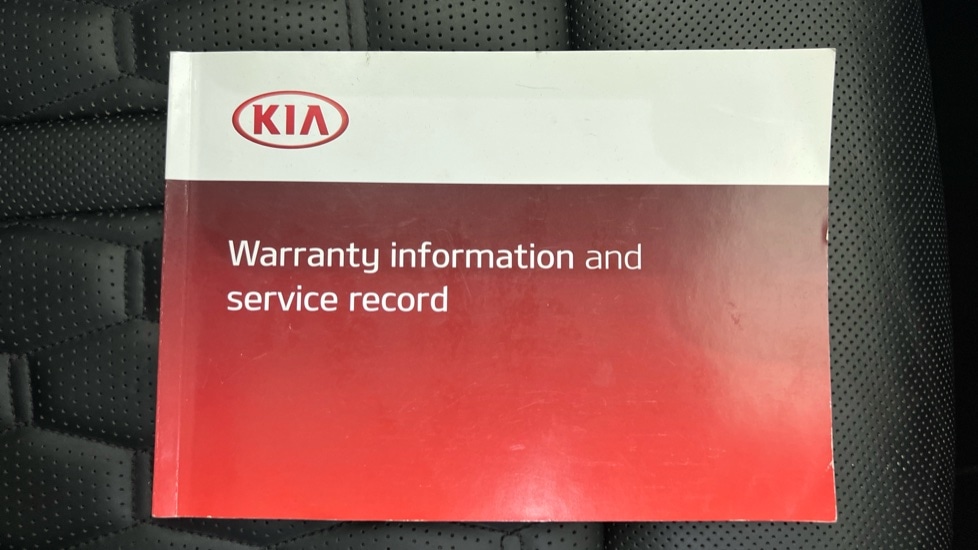 KIA
Warranty information and
service record